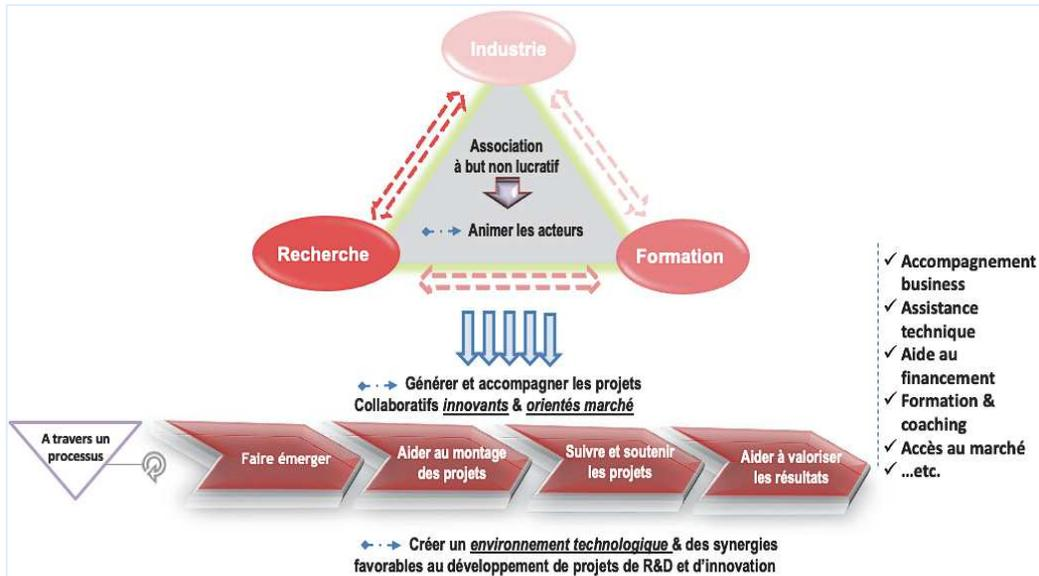 Industrie
Association
à but non lucratif
Animer les acteurs
Recherche
Formation
Générer et accompagner les projets
Collaboratifs innovants & orientés marché
A travers un
processus
Faire émerger
Aider au montage
des projets
Suivre et soutenir
les projets
Aider à valoriser
les résultats
✓ Accompagnement
business
✓ Assistance
technique
✓ Aide au
financement
✓ Formation &
coaching
✓ Accès au marché
✓ ...etc.
Créer un environnement technologique & des synergies
favorables au développement de projets de R&D et d'innovation